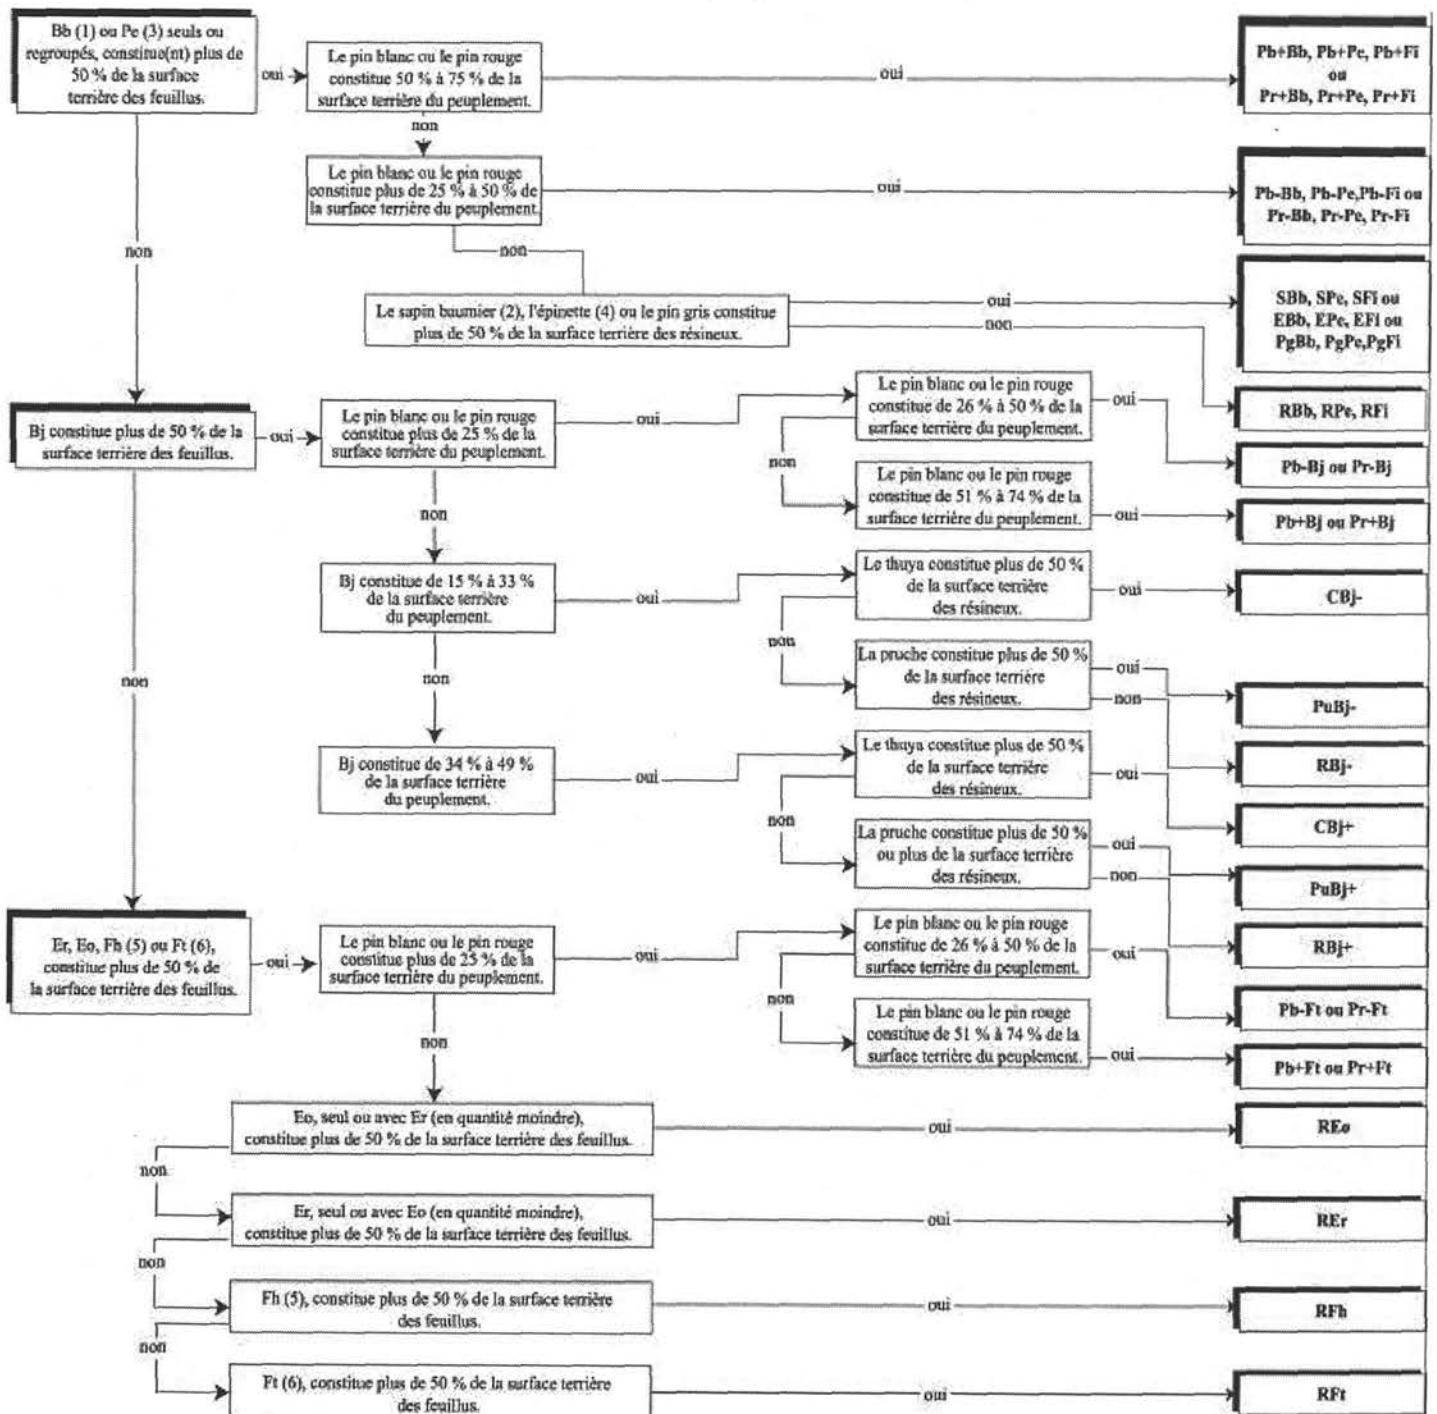 Bb (1) ou Pe (3) seuls ou
regroupés, constitue(nt) plus de
50 % de la surface
terrière des feuillus.
oui
Le pin blanc ou le pin rouge
constitue 50 % à 75 % de la
surface terrière du peuplement.
oui
Pb+Bb, Pb+Pe, Pb+Fi
ou
Pr+Bb, Pr+Pe, Pr+Fi
non
Le pin blanc ou le pin rouge
constitue plus de 25 % à 50 % de
la surface terrière du peuplement.
oui
Pb-Bb, Pb-Pe,Pb-Fi ou
Pr-Bb, Pr-Pe, Pr-Fi
non
non
Le sapin baumier (2), l'épinette (4) ou le pin gris constitue
plus de 50 % de la surface terrière des résineux.
oui
non
SBb, SPe, SFi ou
EBb, EPe, EFi ou
PgBb, PgPe,PgFi
RBb, RPe, RFi
Bj constitue plus de 50 % de la
surface terrière des feuillus.
oui
Le pin blanc ou le pin rouge
constitue plus de 25 % de la
surface terrière du peuplement.
oui
Le pin blanc ou le pin rouge
constitue de 26 % à 50 % de la
surface terrière du peuplement.
oui
Pb-Bj ou Pr-Bj
non
Le pin blanc ou le pin rouge
constitue de 51 % à 74 % de la
surface terrière du peuplement.
oui
Pb+Bj ou Pr+Bj
non
Bj constitue de 15 % à 33 %
de la surface terrière
du peuplement.
oui
Le thuya constitue plus de 50 %
de la surface terrière
des résineux.
oui
CBj-
non
La pruche constitue plus de 50 %
de la surface terrière
des résineux.
oui
non
PuBj-
RBj-
non
non
Bj constitue de 34 % à 49 %
de la surface terrière
du peuplement.
oui
Le thuya constitue plus de 50 %
de la surface terrière
des résineux.
oui
CBj+
non
La pruche constitue plus de 50 %
ou plus de la surface terrière
des résineux.
oui
non
PuBj+
RBj+
Er, Eo, Fh (5) ou Ft (6),
constitue plus de 50 % de
la surface terrière des feuillus.
oui
Le pin blanc ou le pin rouge
constitue plus de 25 % de la
surface terrière du peuplement.
oui
Le pin blanc ou le pin rouge
constitue de 26 % à 50 % de la
surface terrière du peuplement.
oui
Pb-Ft ou Pr-Ft
non
Le pin blanc ou le pin rouge
constitue de 51 % à 74 % de la
surface terrière du peuplement.
oui
Pb+Ft ou Pr+Ft
non
Eo, seul ou avec Er (en quantité moindre),
constitue plus de 50 % de la surface terrière des feuillus.
oui
REo
non
Er, seul ou avec Eo (en quantité moindre),
constitue plus de 50 % de la surface terrière des feuillus.
oui
REr
non
Fh (5), constitue plus de 50 % de la surface terrière
des feuillus.
oui
RFh
non
Ft (6), constitue plus de 50 % de la surface terrière
des feuillus.
oui
RFt